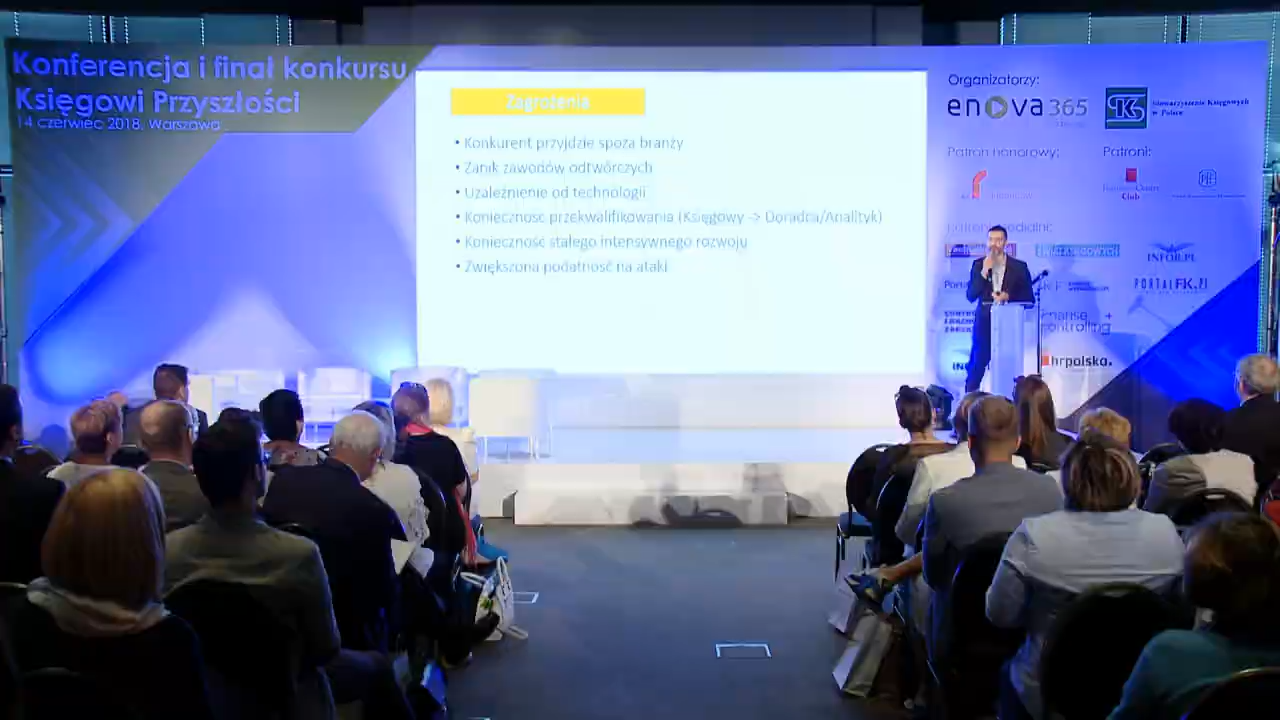 Konferencja i finał konkursu
Księgowi Przyszłości
14 czerwiec 2018, Warszawa
Zagrożenia
• Konkurent przyjdzie spoza branży
• Zanik zawodów odtwórczych
• Uzależnienie od technologii
• Konieczność przekwalifikowania (Księgowy -> Doradca/Analityk)
• Konieczność stałego intensywnego rozwoju
• Zwiększona podatność na ataki
Organizatorzy:
enova365
Stowarzyszenie Księgowych
w Polsce
Patron honorowy:
Patroni:
Club
INFOR.PL
PORTALFK.PL
controlling
hrpolska.